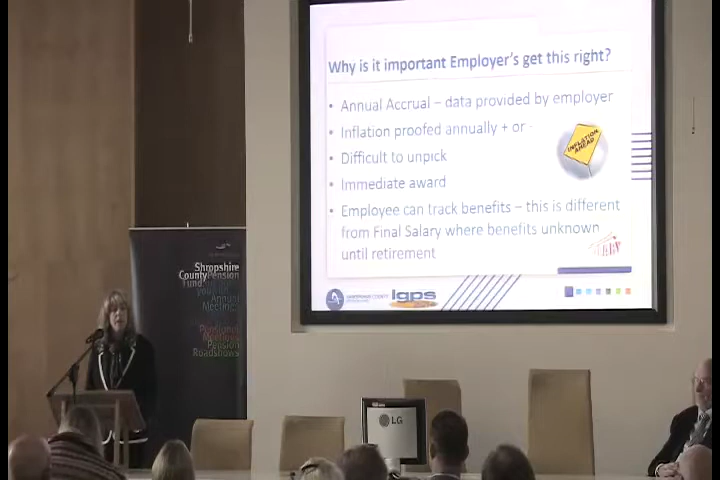 Why is it important Employer's get this right?
• Annual Accrual – data provided by employer
• Inflation proofed annually + or -
• Difficult to unpick
• Immediate award
• Employee can track benefits – this is different
from Final Salary where benefits unknown
until retirement
INFLATION
AHEAD
lgps
Shropshire
County Pension
Fund
Annual
Meeting
Pensioner
Meetings
Pension
Roadshows
LG